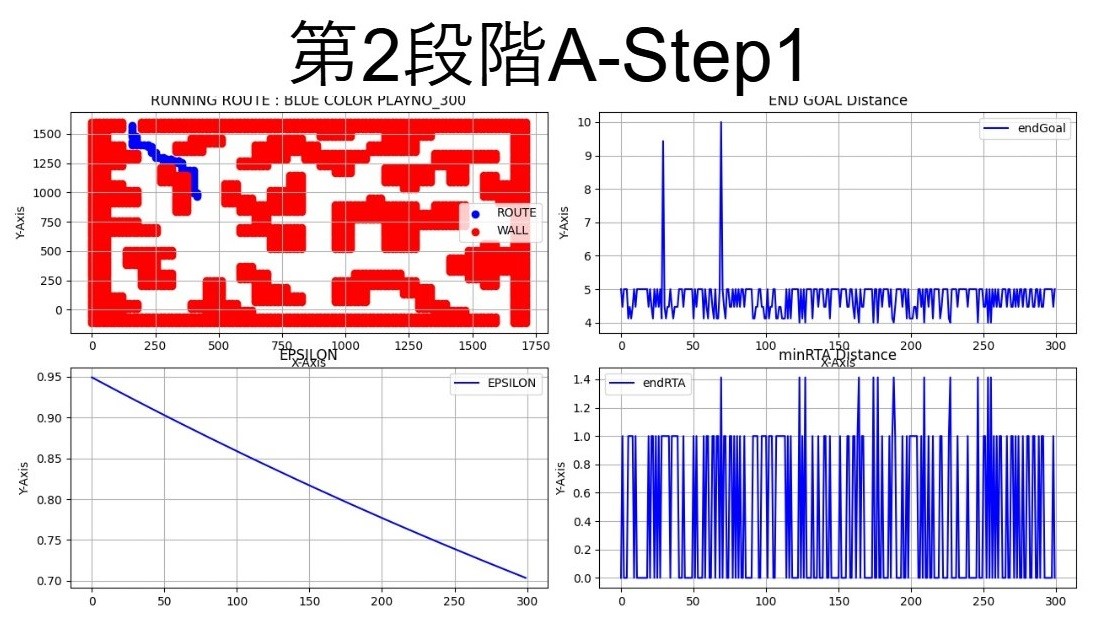 第2段階A-Step1
RUNNING ROUTE : BLUE COLOR PLAYNO_300
1500
1250
1000
750
500
250
0
Y-Axis
ROUTE
WALL
0 250 500 750 1000 1250 1500 1750
X-Axis
END GOAL Distance
10
9
8
7
6
5
4
Y-Axis
endGoal
0 50 100 150 200 250 300
X-Axis
EPSILON
0.95
0.90
0.85
0.80
0.75
0.70
Y-Axis
EPSILON
0 50 100 150 200 250 300
minRTA Distance
1.4
1.2
1.0
0.8
0.6
0.4
0.2
0.0
Y-Axis
endRTA
0 50 100 150 200 250 300